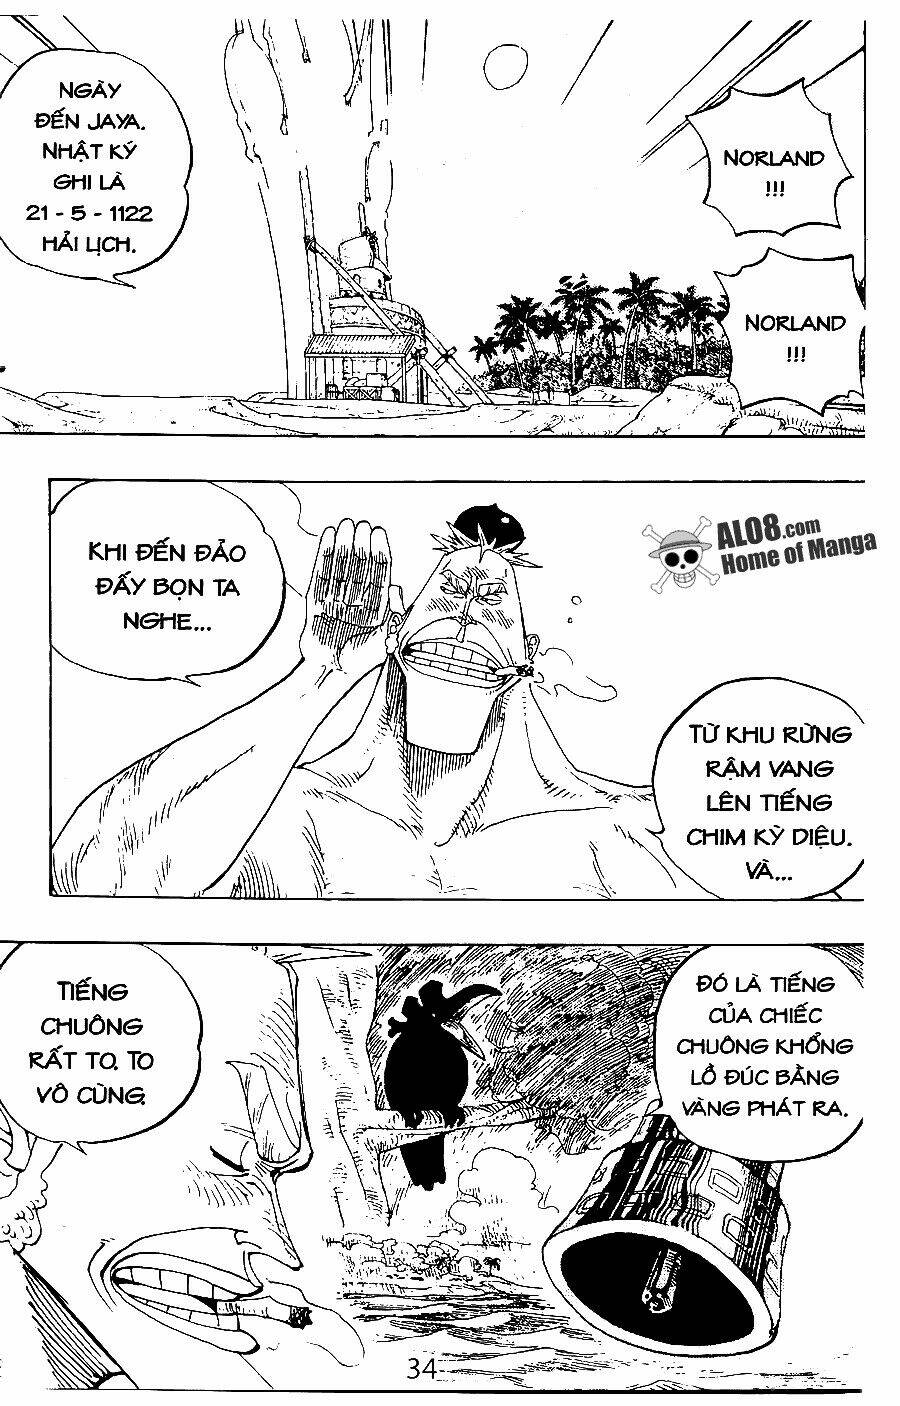 NORLAND
!!!
NORLAND
!!!
NGÀY
ĐẾN JAYA.
NHẬT KÝ
GHI LÀ
21 - 5 - 1122
HẢI LỊCH.
KHI ĐẾN ĐẢO
ĐẤY BỌN TA
NGHE...
AL08.com
Home of Manga
TỪ KHU RỪNG
RẬM VANG
LÊN TIẾNG
CHIM KỲ DIỆU.
VÀ...
ĐÓ LÀ TIẾNG
CỦA CHIẾC
CHUÔNG KHỔNG
LỒ ĐÚC BẰNG
VÀNG PHÁT RA.
TIẾNG
CHUÔNG
RẤT TO. TO
VÔ CÙNG.
34